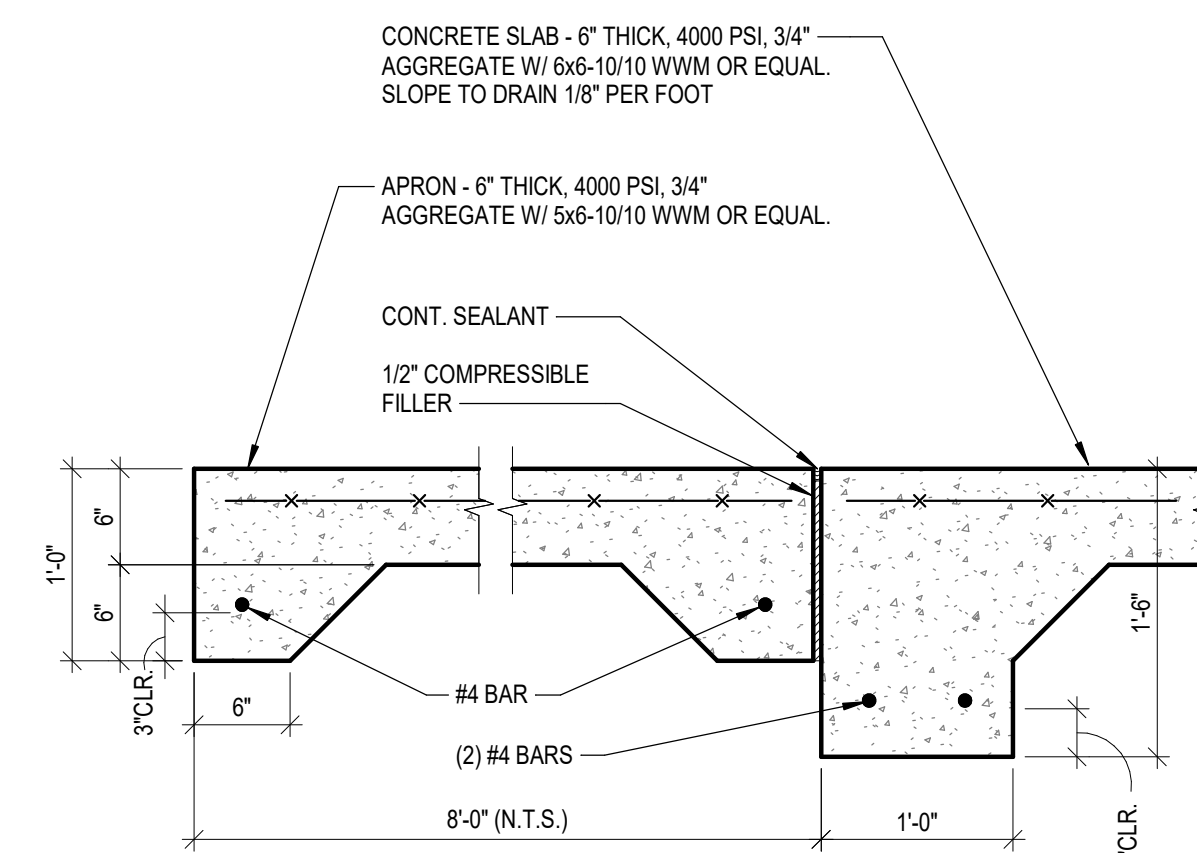 CONCRETE SLAB - 6" THICK, 4000 PSI, 3/4"
AGGREGATE W/ 6x6-10/10 WWM OR EQUAL.
SLOPE TO DRAIN 1/8" PER FOOT
APRON - 6" THICK, 4000 PSI, 3/4"
AGGREGATE W/ 5x6-10/10 WWM OR EQUAL.
CONT. SEALANT
1/2" COMPRESSIBLE
FILLER
1'-0"
6"
6"
3"CLR.
6"
#4 BAR
(2) #4 BARS
8'-0" (N.T.S.)
1'-0"
1'-6"
"CLR.